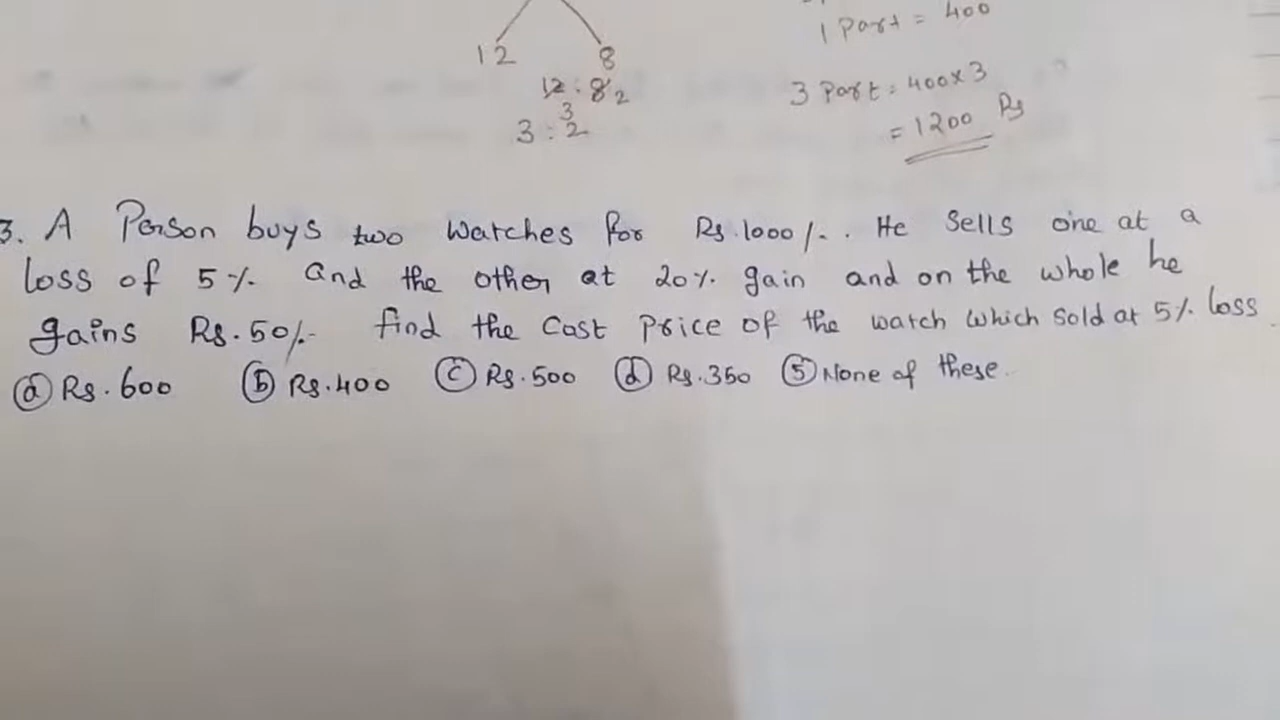 1 Part = 400
12 8
12 : 8 2
3
3 : 2
3 Part = 400x3
= 1200 Rs
3. A Person buys two watches for Rs.1000/-. He sells one at a
loss of 5% and the other at 20% gain and on the whole he
gains Rs.50/- find the cost price of the watch which sold at 5% loss.
(a) Rs.600 (b) Rs.400 (c) Rs.500 (d) Rs.350 (5) None of these.